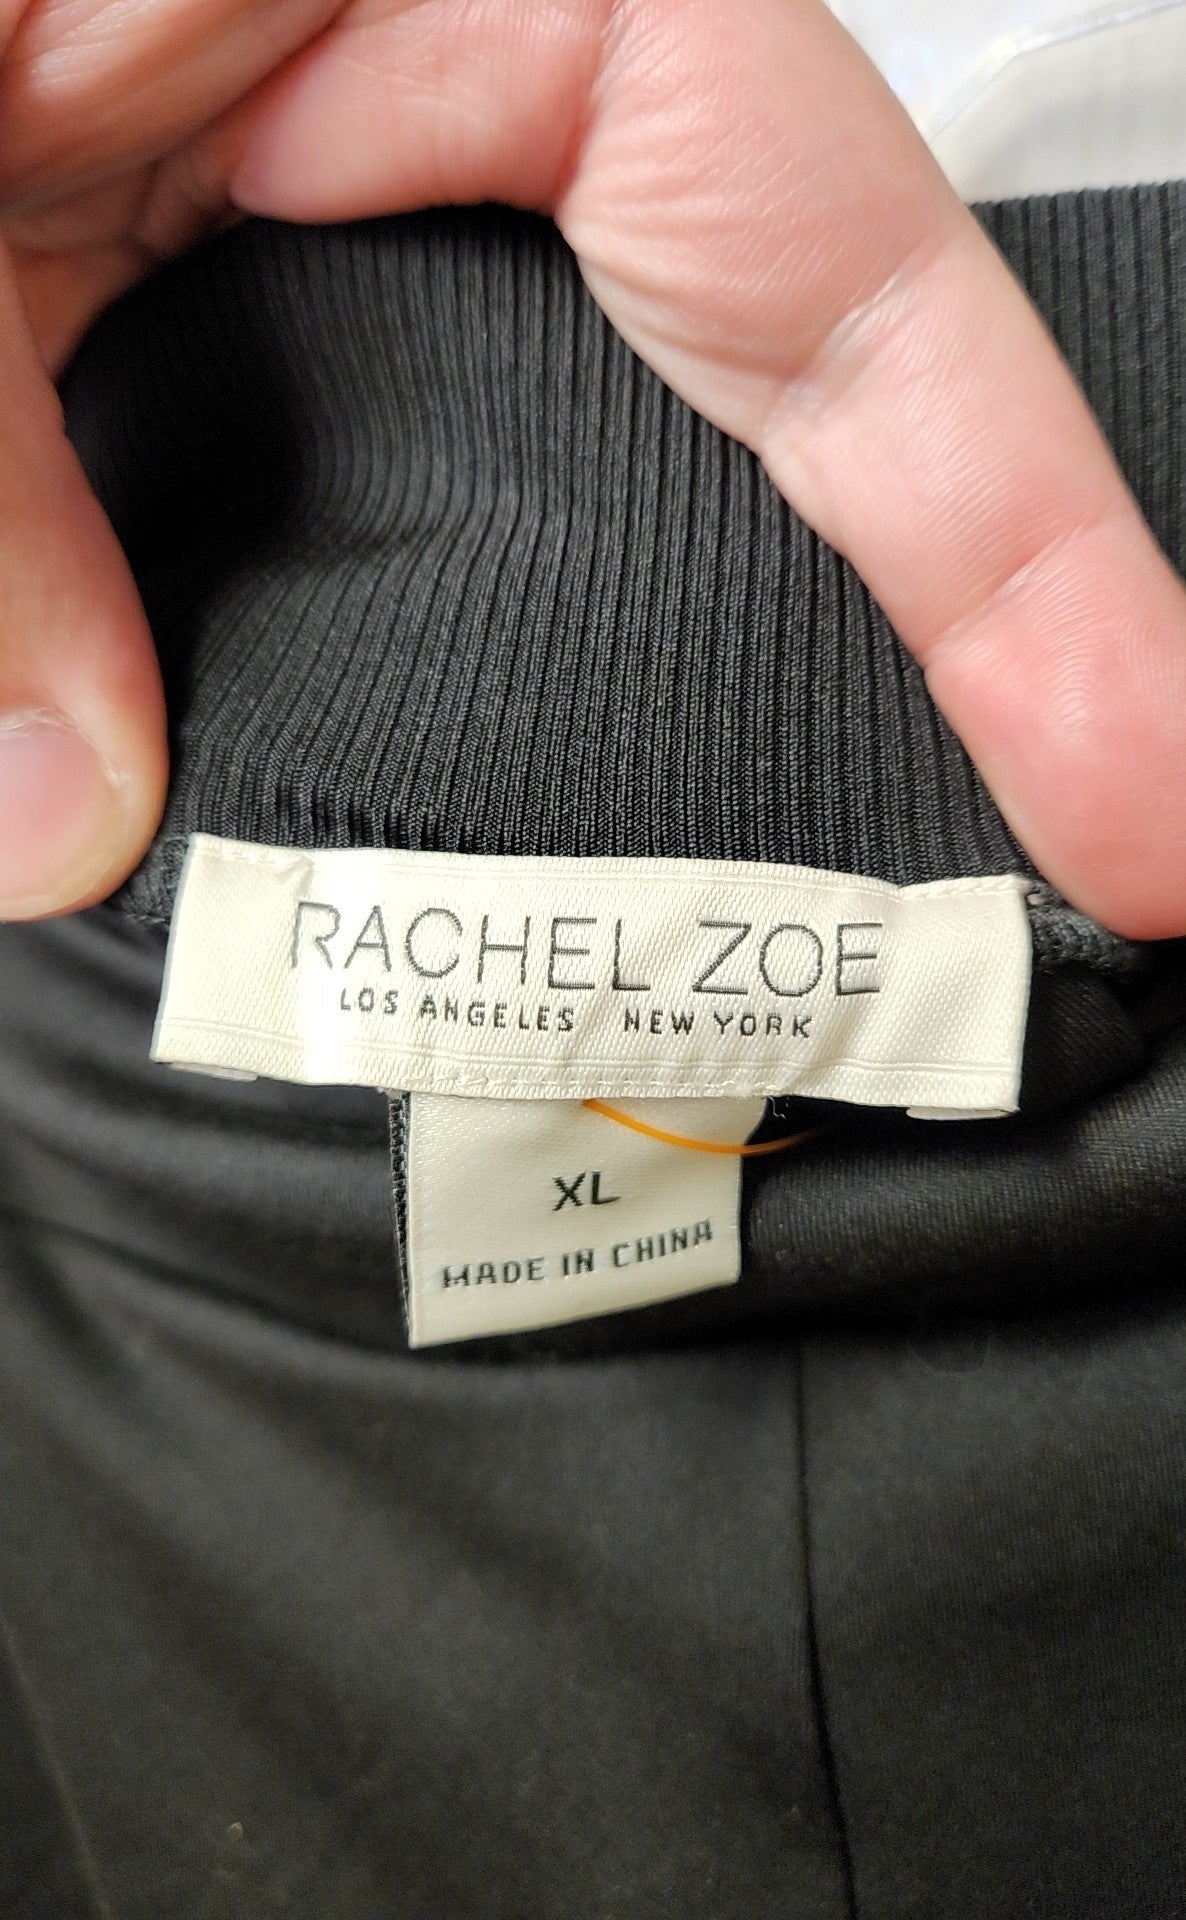 RACHEL ZOE
LOS ANGELES NEW YORK
XL
MADE IN CHINA